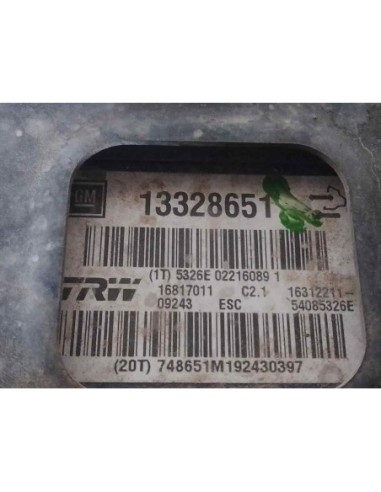 GM 13328651
(1T) 5326E 02216089 1
TRW 16817011 C2.1 16312211-
09243 ESC 54085326E
(20T) 748651M192430397